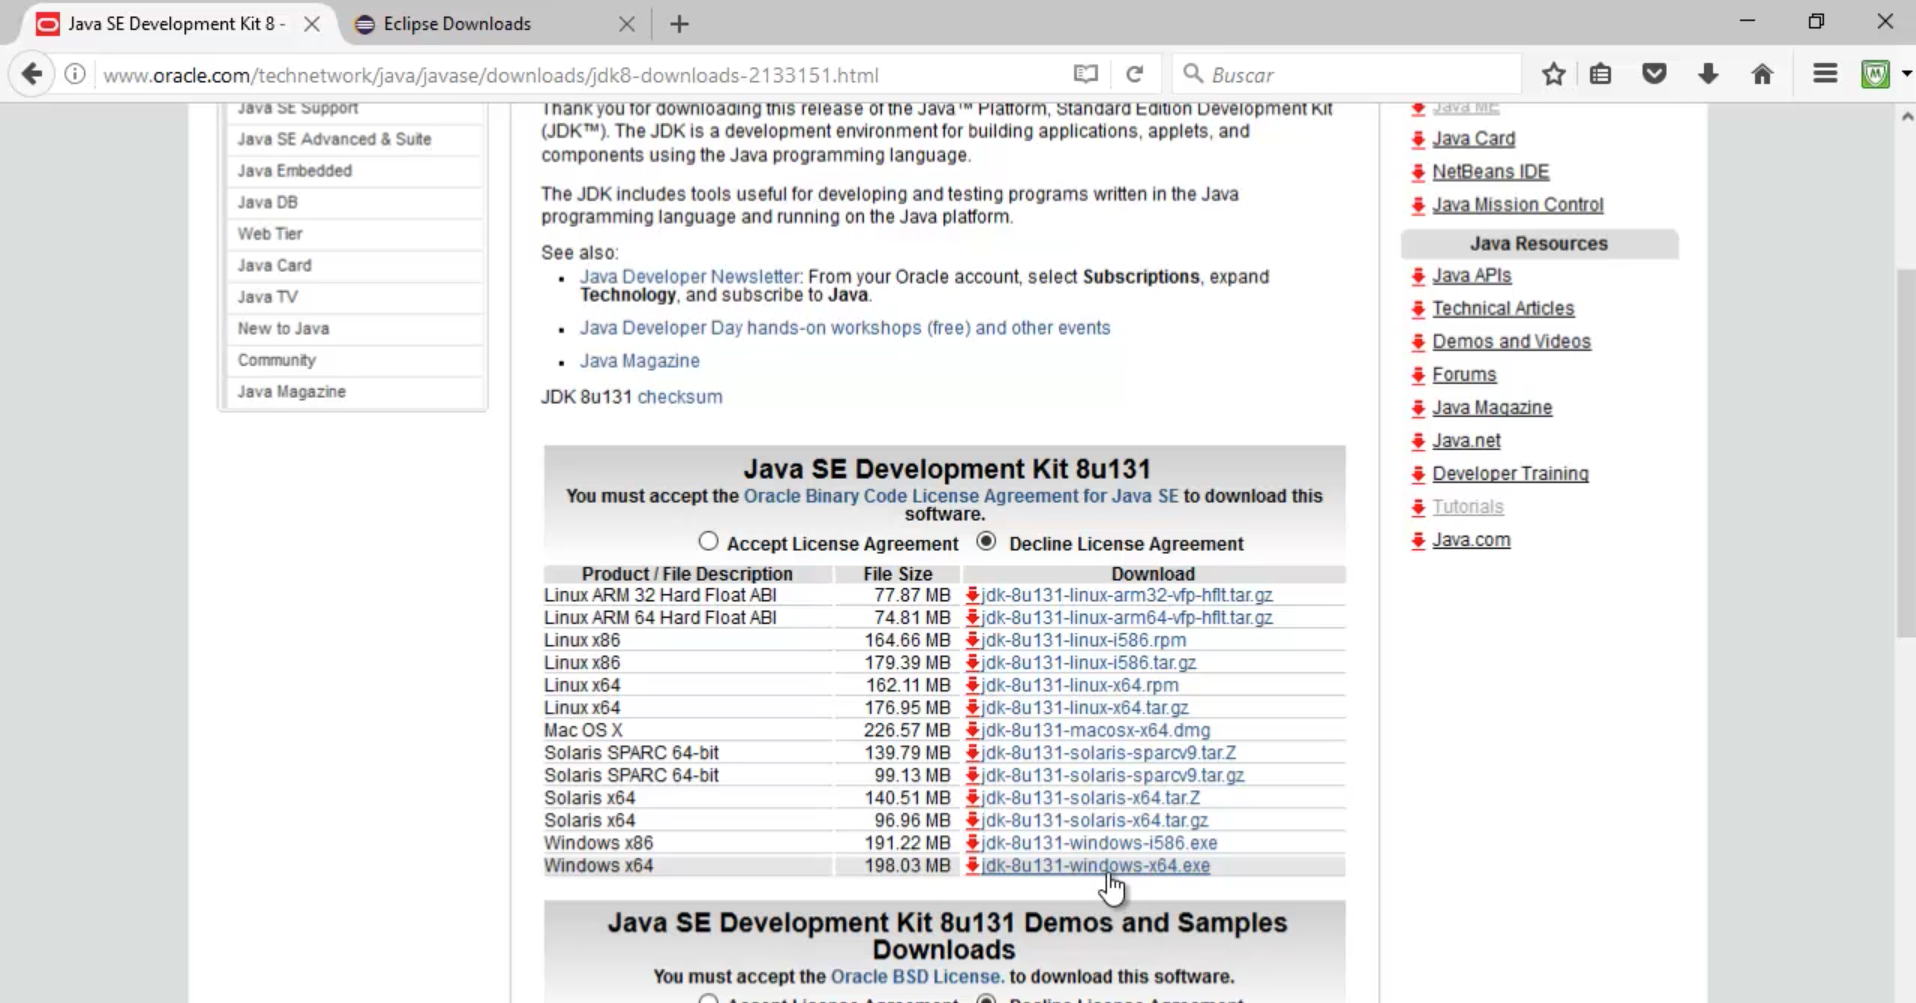 Java SE Development Kit 8 -
Eclipse Downloads
www.oracle.com/technetwork/java/javase/downloads/jdk8-downloads-2133151.html
Buscar
Java SE Support
Java SE Advanced & Suite
Java Embedded
Java DB
Web Tier
Java Card
Java TV
New to Java
Community
Java Magazine
Thank you for downloading this release of the Java™ Platform, Standard Edition Development Kit
(JDK™). The JDK is a development environment for building applications, applets, and
components using the Java programming language.
The JDK includes tools useful for developing and testing programs written in the Java
programming language and running on the Java platform.
See also:
Java Developer Newsletter: From your Oracle account, select Subscriptions, expand
Technology, and subscribe to Java.
Java Developer Day hands-on workshops (free) and other events
Java Magazine
JDK 8u131 checksum
Java SE Development Kit 8u131
You must accept the Oracle Binary Code License Agreement for Java SE to download this
software.
Accept License Agreement Decline License Agreement
Product / File Description File Size Download
Linux ARM 32 Hard Float ABI 77.87 MB jdk-8u131-linux-arm32-vfp-hflt.tar.gz
Linux ARM 64 Hard Float ABI 74.81 MB jdk-8u131-linux-arm64-vfp-hflt.tar.gz
Linux x86 164.66 MB jdk-8u131-linux-i586.rpm
Linux x86 179.39 MB jdk-8u131-linux-i586.tar.gz
Linux x64 162.11 MB jdk-8u131-linux-x64.rpm
Linux x64 176.95 MB jdk-8u131-linux-x64.tar.gz
Mac OS X 226.57 MB jdk-8u131-macosx-x64.dmg
Solaris SPARC 64-bit 139.79 MB jdk-8u131-solaris-sparcv9.tar.Z
Solaris SPARC 64-bit 99.13 MB jdk-8u131-solaris-sparcv9.tar.gz
Solaris x64 140.51 MB jdk-8u131-solaris-x64.tar.Z
Solaris x64 96.96 MB jdk-8u131-solaris-x64.tar.gz
Windows x86 191.22 MB jdk-8u131-windows-i586.exe
Windows x64 198.03 MB jdk-8u131-windows-x64.exe
Java SE Development Kit 8u131 Demos and Samples
Downloads
You must accept the Oracle BSD License. to download this software.
Accept License Agreement Decline License Agreement
Java ME
Java Card
NetBeans IDE
Java Mission Control
Java Resources
Java APIs
Technical Articles
Demos and Videos
Forums
Java Magazine
Java.net
Developer Training
Tutorials
Java.com